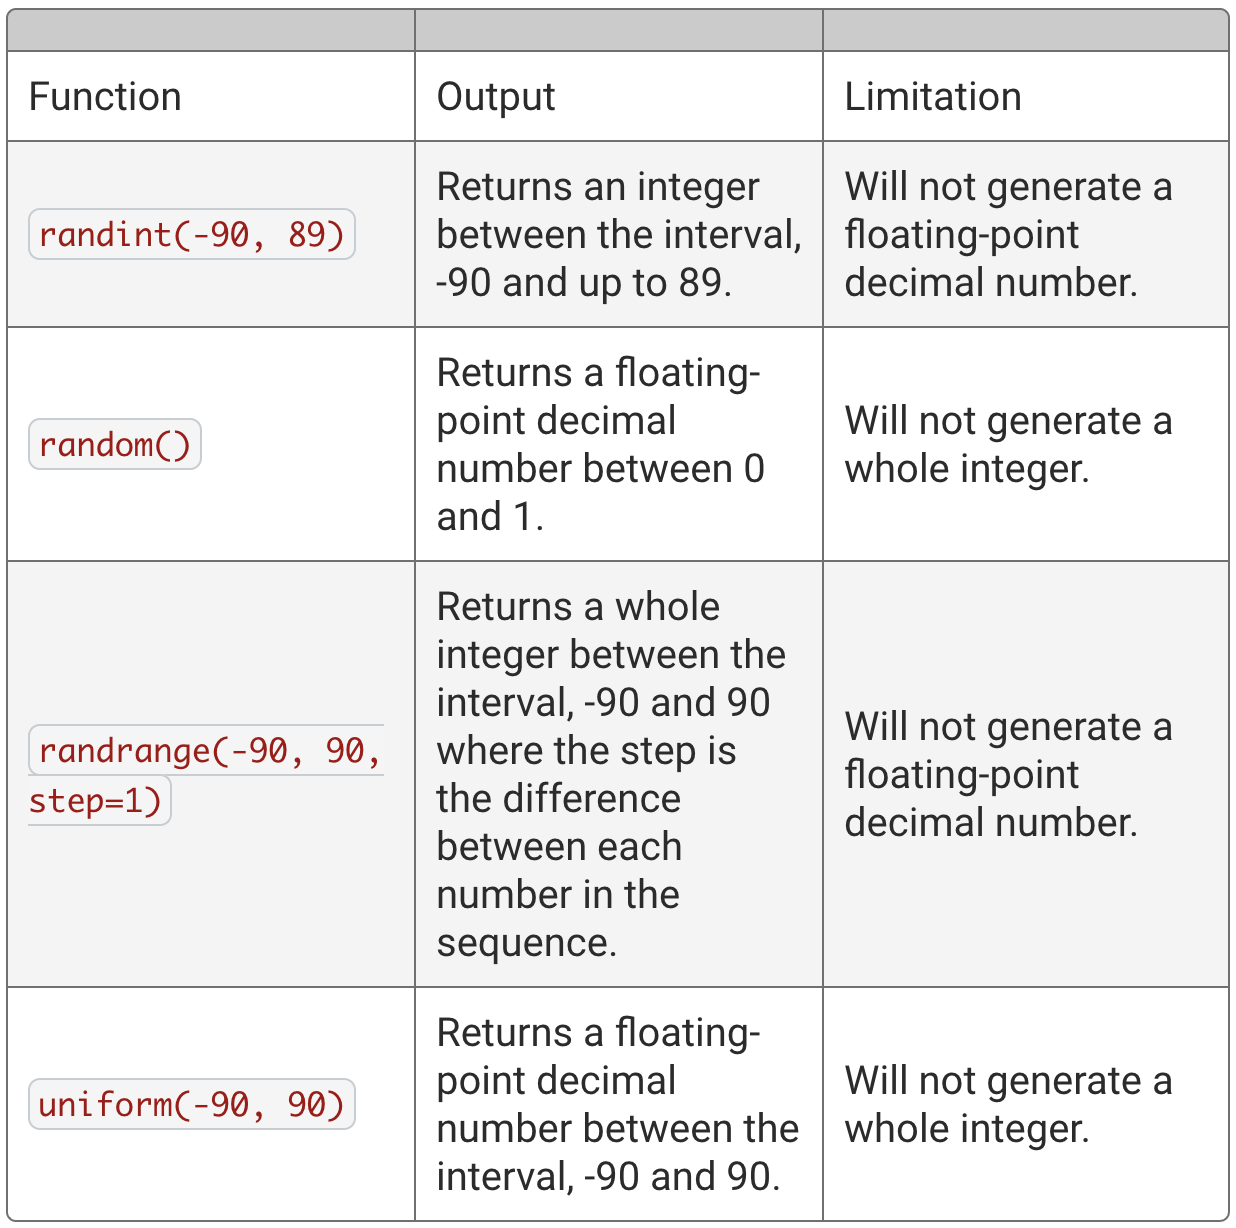 Function
Output
Limitation
randint(-90, 89)
Returns an integer
between the interval,
-90 and up to 89.
Will not generate a
floating-point
decimal number.
random()
Returns a floating-
point decimal
number between 0
and 1.
Will not generate a
whole integer.
randrange(-90, 90,
step=1)
Returns a whole
integer between the
interval, -90 and 90
where the step is
the difference
between each
number in the
sequence.
Will not generate a
floating-point
decimal number.
uniform(-90, 90)
Returns a floating-
point decimal
number between the
interval, -90 and 90.
Will not generate a
whole integer.